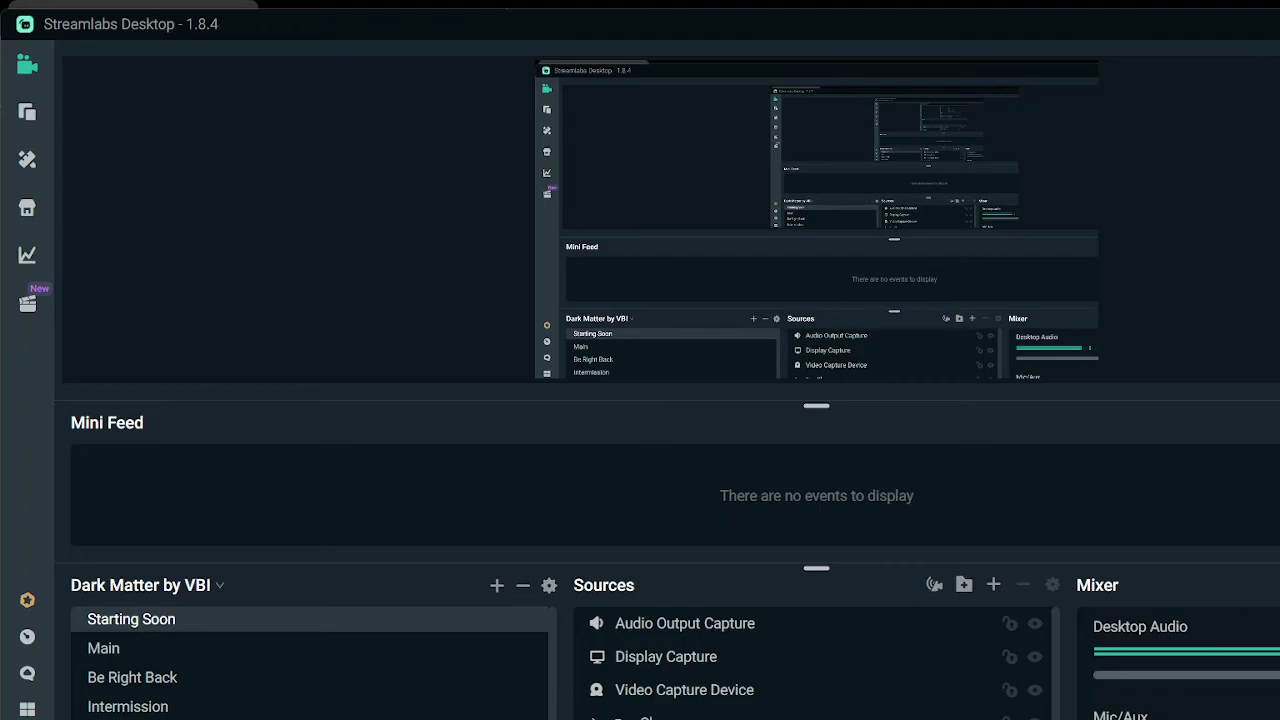 Streamlabs Desktop - 1.8.4
Streamlabs Desktop - 1.8.4
New
Mini Feed
There are no events to display
Dark Matter by VBI
Sources
Mixer
Starting Soon
Audio Output Capture
Desktop Audio
Main
Display Capture
Be Right Back
Video Capture Device
Intermission
New
Mini Feed
There are no events to display
Dark Matter by VBI
Sources
Mixer
Starting Soon
Audio Output Capture
Desktop Audio
Main
Display Capture
Be Right Back
Video Capture Device
Intermission
Mic/Aux